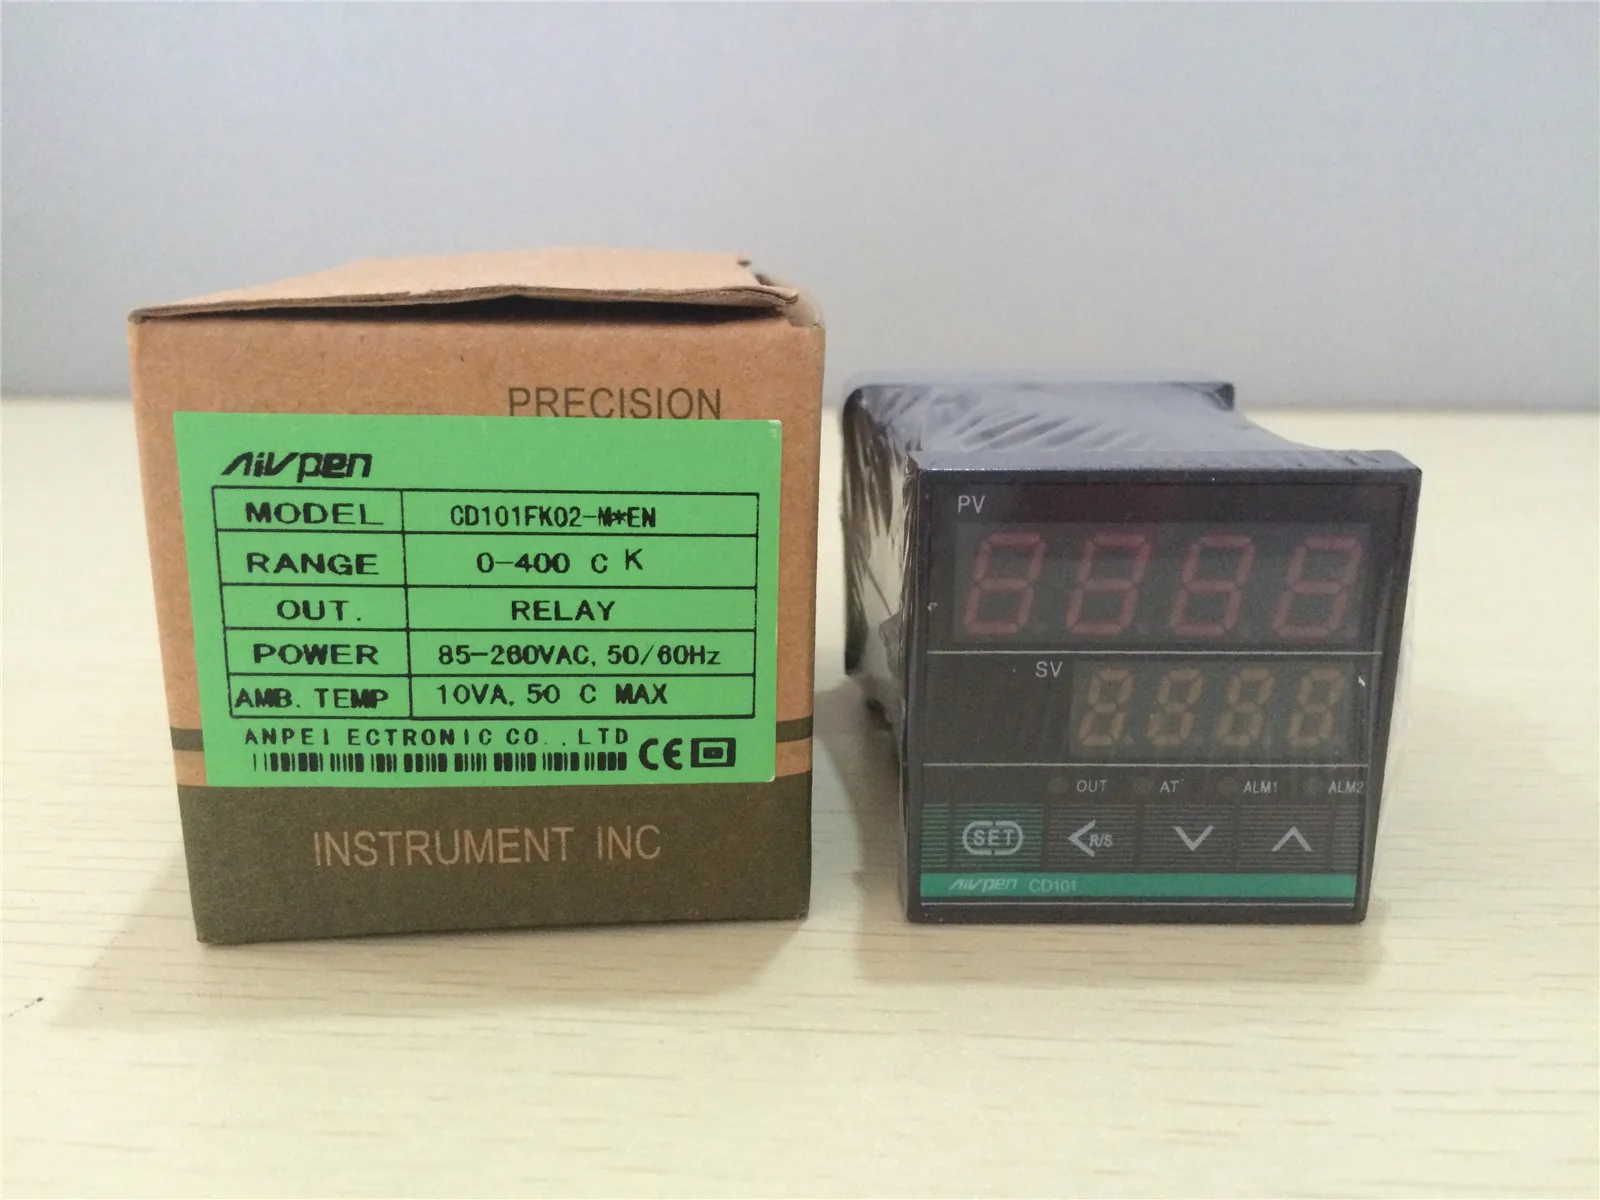 PRECISION
Aivpen
MODEL CD101FK02-M*EN
RANGE 0-400 C K
OUT. RELAY
POWER 85-260VAC, 50/60Hz
AMB. TEMP 10VA, 50 C MAX
ANPEI ECTRONIC CO.,LTD
CE
INSTRUMENT INC
PV
8888
SV
8888
OUT AT ALM1 ALM2
SET R/S
Aivpen CD101